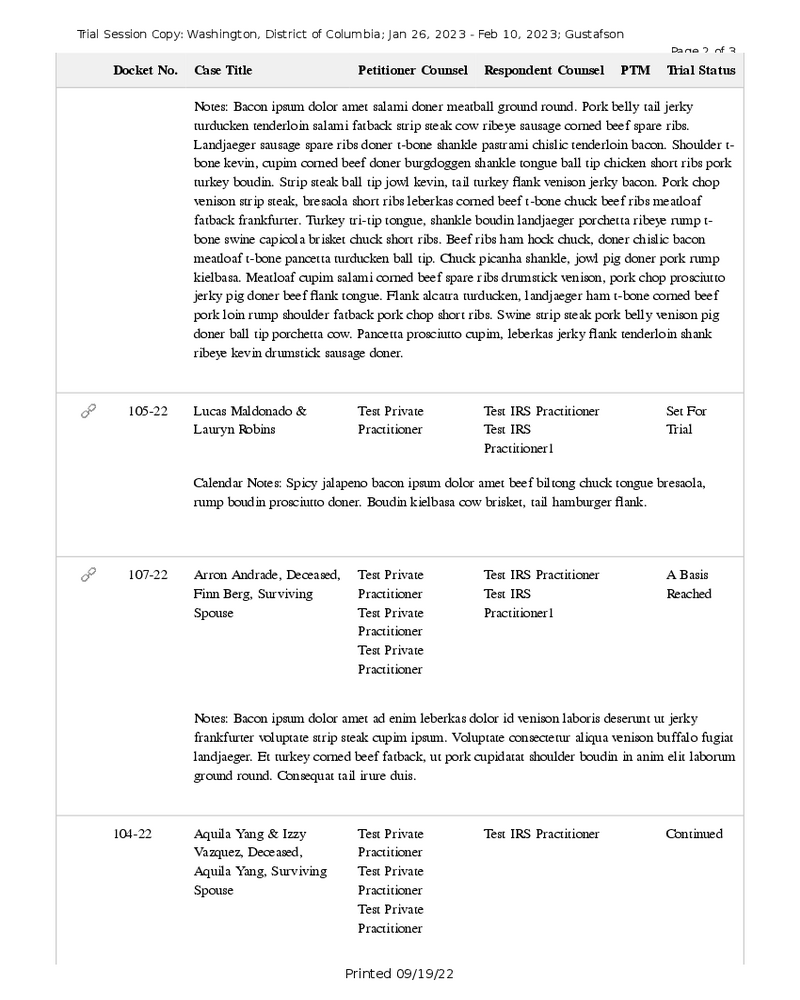 Trial Session Copy: Washington, District of Columbia; Jan 26, 2023 - Feb 10, 2023; Gustafson
Page 2 of 3
Docket No. Case Title Petitioner Counsel Respondent Counsel PTM Trial Status
Notes: Bacon ipsum dolor amet salami doner meatball ground round. Pork belly tail jerky
turducken tenderloin salami fatback strip steak cow ribeye sausage corned beef spare ribs.
Landjaeger sausage spare ribs doner t-bone shankle pastrami chislic tenderloin bacon. Shoulder t-
bone kevin, cupim corned beef doner burgdoggen shankle tongue ball tip chicken short ribs pork
turkey boudin. Strip steak ball tip jowl kevin, tail turkey flank venison jerky bacon. Pork chop
venison strip steak, bresaola short ribs leberkas corned beef t-bone chuck beef ribs meatloaf
fatback frankfurter. Turkey tri-tip tongue, shankle boudin landjaeger porchetta ribeye rump t-
bone swine capicola brisket chuck short ribs. Beef ribs ham hock chuck, doner chislic bacon
meatloaf t-bone pancetta turducken ball tip. Chuck picanha shankle, jowl pig doner pork rump
kielbasa. Meatloaf cupim salami corned beef spare ribs drumstick venison, pork chop prosciutto
jerky pig doner beef flank tongue. Flank alcatra turducken, landjaeger ham t-bone corned beef
pork loin rump shoulder fatback pork chop short ribs. Swine strip steak pork belly venison pig
doner ball tip porchetta cow. Pancetta prosciutto cupim, leberkas jerky flank tenderloin shank
ribeye kevin drumstick sausage doner.
105-22 Lucas Maldonado & Test Private Test IRS Practitioner Set For
Lauryn Robins Practitioner Test IRS Trial
Practitioner1
Calendar Notes: Spicy jalapeno bacon ipsum dolor amet beef biltong chuck tongue bresaola,
rump boudin prosciutto doner. Boudin kielbasa cow brisket, tail hamburger flank.
107-22 Arron Andrade, Deceased, Test Private Test IRS Practitioner A Basis
Finn Berg, Surviving Practitioner Test IRS Reached
Spouse Test Private Practitioner1
Practitioner
Test Private
Practitioner
Notes: Bacon ipsum dolor amet ad enim leberkas dolor id venison laboris deserunt ut jerky
frankfurter voluptate strip steak cupim ipsum. Voluptate consectetur aliqua venison buffalo fugiat
landjaeger. Et turkey corned beef fatback, ut pork cupidatat shoulder boudin in anim elit laborum
ground round. Consequat tail irure duis.
104-22 Aquila Yang & Izzy Test Private Test IRS Practitioner Continued
Vazquez, Deceased, Practitioner
Aquila Yang, Surviving Test Private
Spouse Practitioner
Test Private
Practitioner
Printed 09/19/22